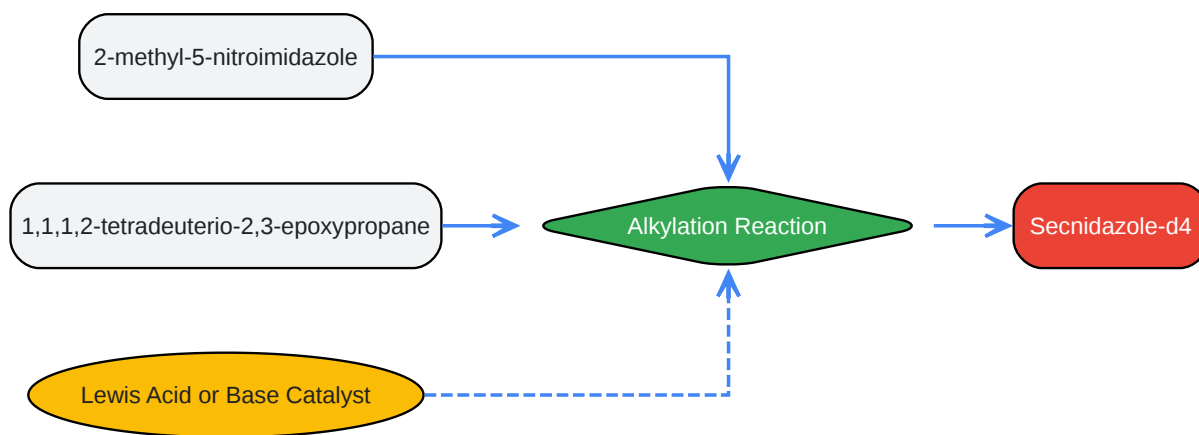 2-methyl-5-nitroimidazole
1,1,1,2-tetradeuterio-2,3-epoxypropane
Alkylation Reaction
Secnidazole-d4
Lewis Acid or Base Catalyst